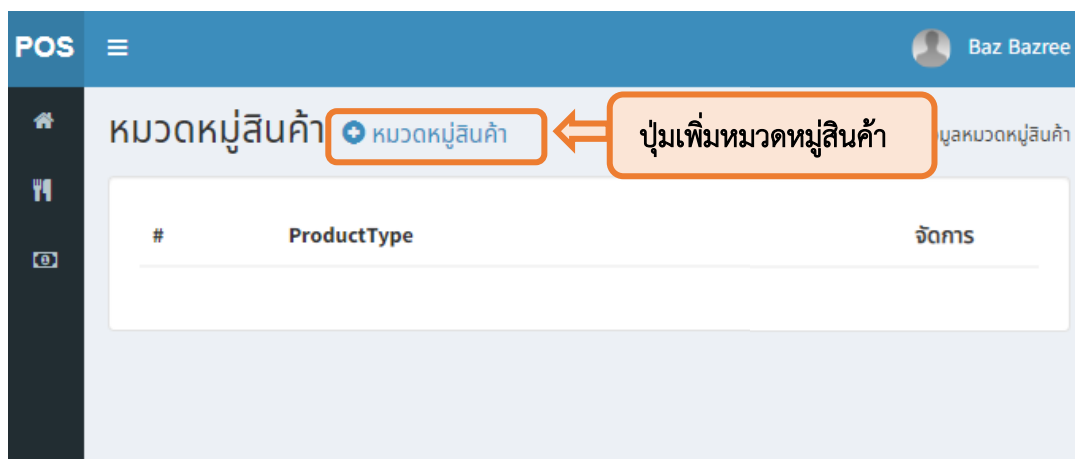 POS
Baz Bazree
หมวดหมู่สินค้า
หมวดหมู่สินค้า
ปุ่มเพิ่มหมวดหมู่สินค้า
มูลหมวดหมู่สินค้า
# ProductType จัดการ